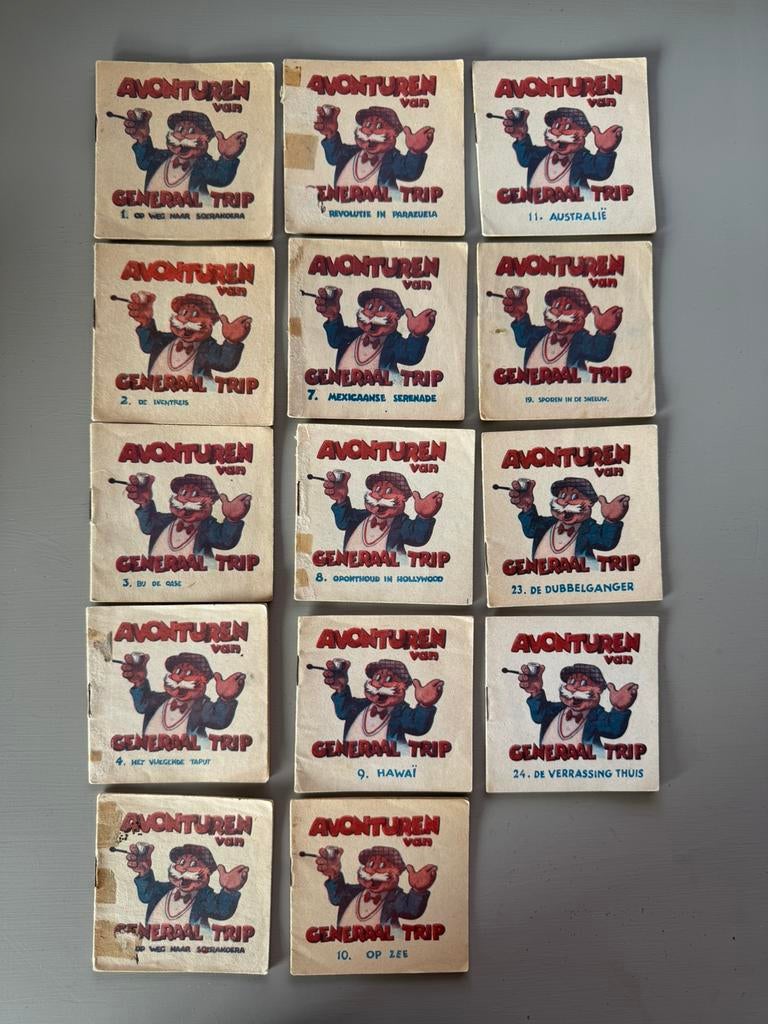 AVONTUREN
van
GENERAAL TRIP
1. OP WEG NAAR SOERAKOERA
AVONTUREN
van
GENERAAL TRIP
2. DE LUCHTREIS
AVONTUREN
van
GENERAAL TRIP
3. BIJ DE OASE
AVONTUREN
van
GENERAAL TRIP
4. HET VLIEGENDE TAPIJT
AVONTUREN
van
GENERAAL TRIP
OP WEG NAAR SOERAKOERA
AVONTUREN
van
GENERAAL TRIP
REVOLUTIE IN PARAZUELA
AVONTUREN
van
GENERAAL TRIP
7. MEXICAANSE SERENADE
AVONTUREN
van
GENERAAL TRIP
8. OPONTHOUD IN HOLLYWOOD
AVONTUREN
van
GENERAAL TRIP
9. HAWAÏ
AVONTUREN
van
GENERAAL TRIP
10. OP ZEE
AVONTUREN
van
GENERAAL TRIP
11. AUSTRALIË
AVONTUREN
van
GENERAAL TRIP
19. SPOREN IN DE SNEEUW.
AVONTUREN
van
GENERAAL TRIP
23. DE DUBBELGANGER
AVONTUREN
van
GENERAAL TRIP
24. DE VERRASSING THUIS